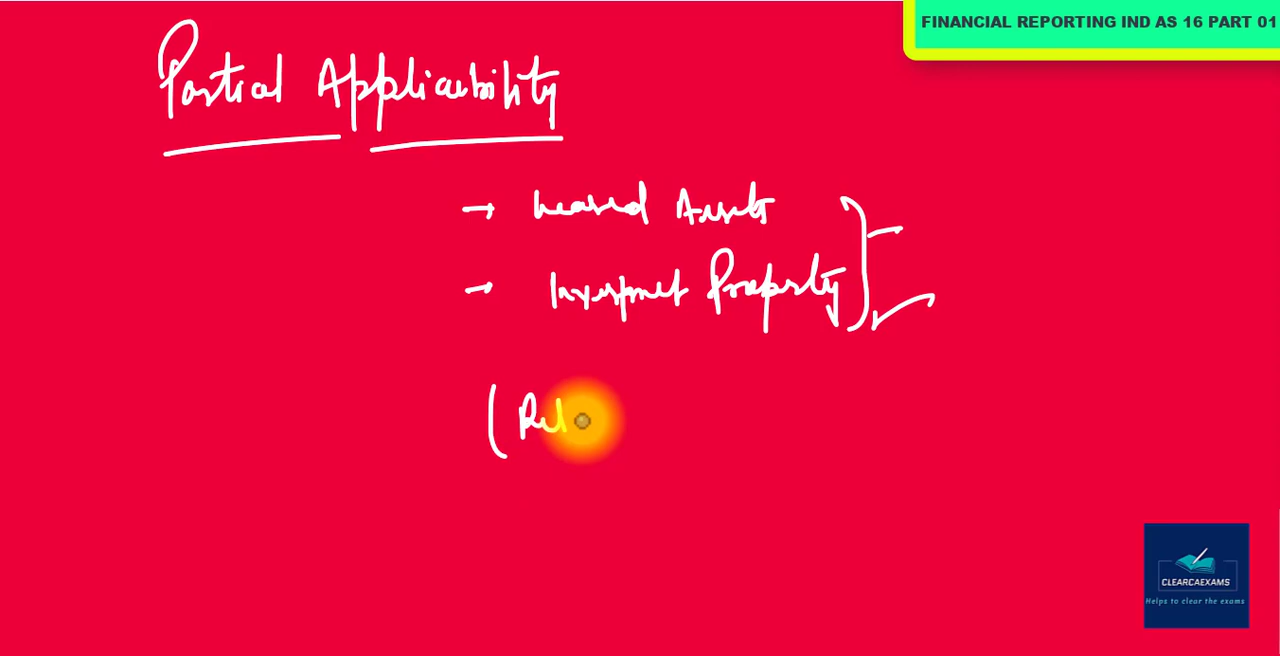 FINANCIAL REPORTING IND AS 16 PART 01
Partial Applicability
→ Leased Assets
→ Investment Property
(Rel
CLEARCAEXAMS
Helps to clear the exams